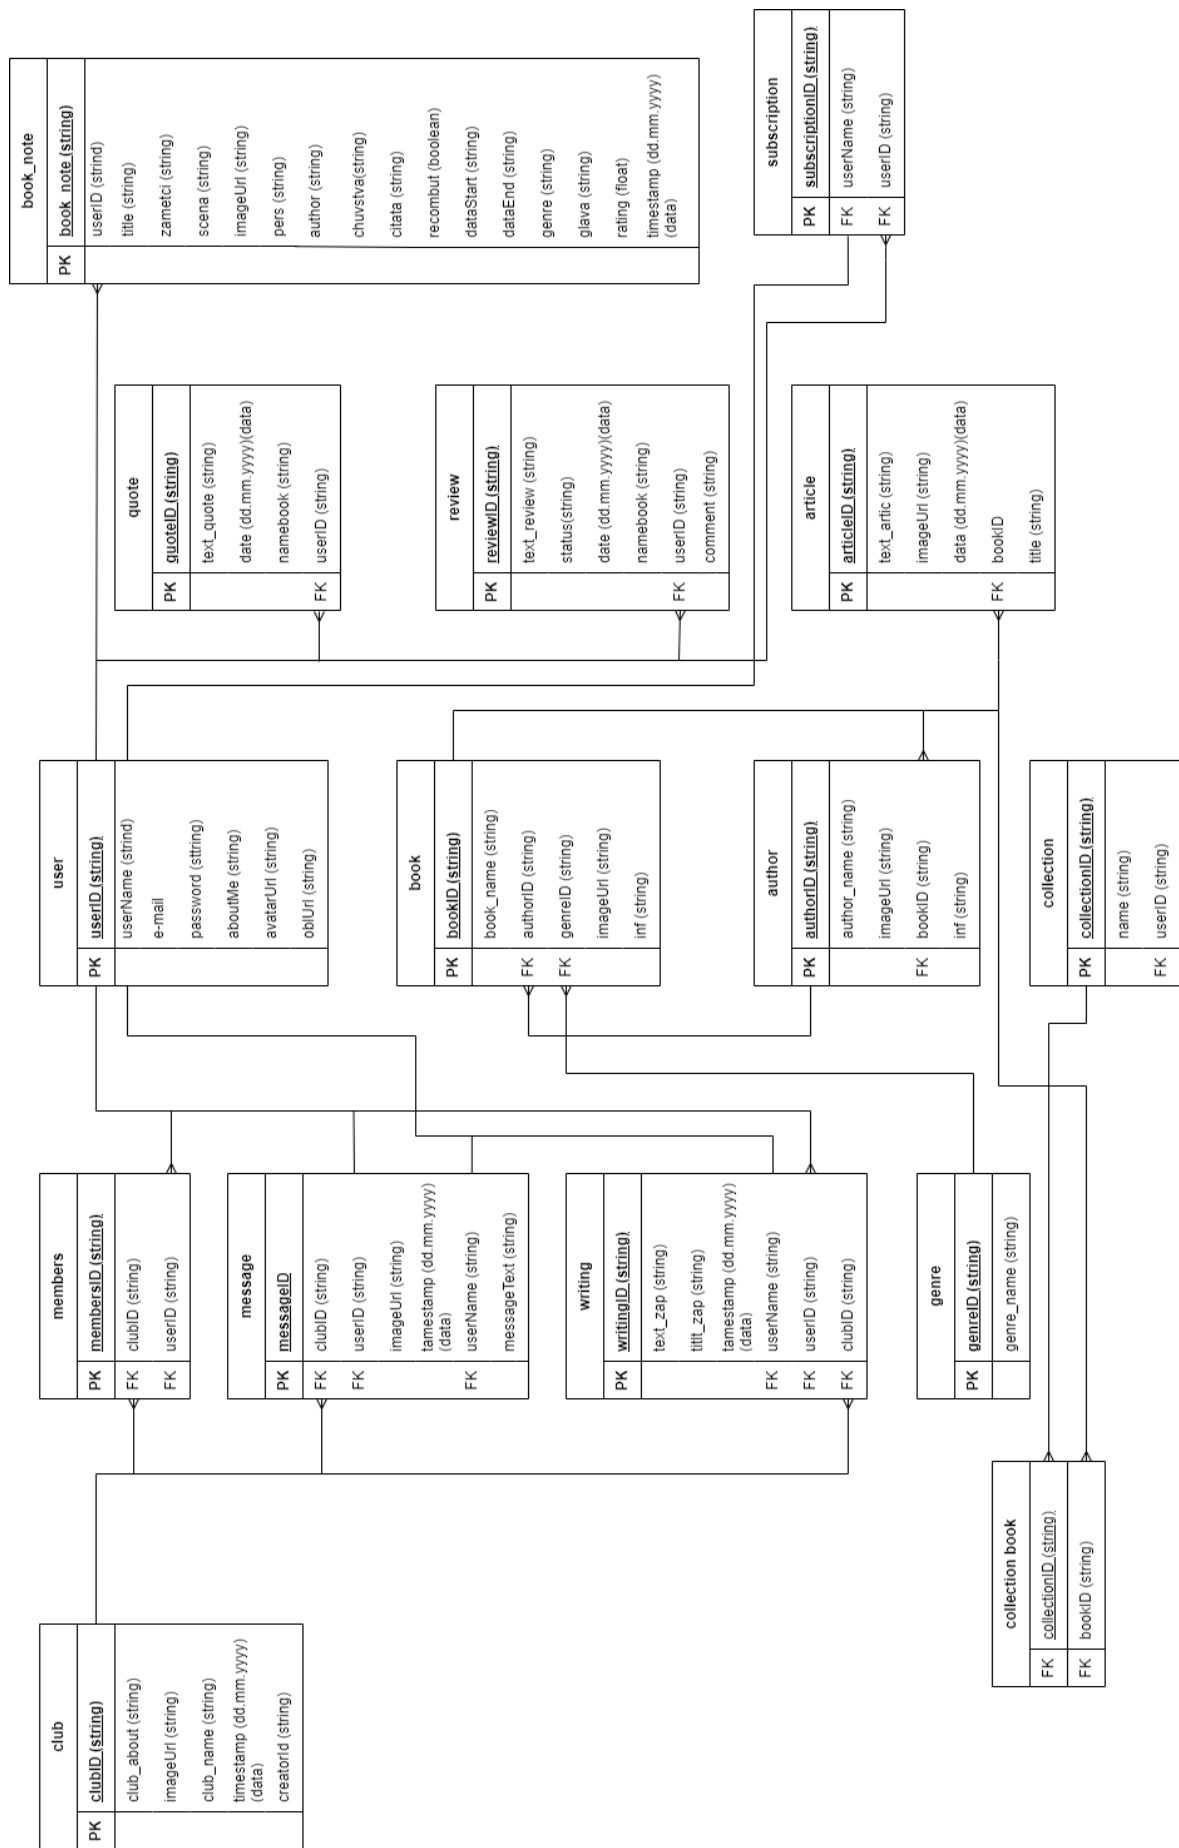 club
PK clubID (string)
club_about (string)
imageUrl (string)
club_name (string)
timestamp (dd.mm.yyyy)
(data)
creatorId (string)
members
PK membersID (string)
FK clubID (string)
FK userID (string)
message
PK messageID
FK clubID (string)
FK userID (string)
imageUrl (string)
tamestamp (dd.mm.yyyy)
(data)
FK userName (string)
messageText (string)
writing
PK writingID (string)
text_zap (string)
titlt_zap (string)
tamestamp (dd.mm.yyyy)
(data)
FK userName (string)
FK userID (string)
FK clubID (string)
genre
PK genreID (string)
genre_name (string)
collection book
FK collectionID (string)
FK bookID (string)
user
PK userID (string)
userName (strind)
e-mail
password (sttring)
aboutMe (string)
avatarUrl (string)
oblUrl (string)
book
PK bookID (string)
book_name (string)
FK authorID (string)
FK genreID (string)
imageUrl (string)
inf (string)
author
PK authorID (string)
author_name (string)
imageUrl (string)
FK bookID (string)
inf (string)
collection
PK collectionID (string)
name (string)
FK userID (string)
book_note
PK book_note (string)
userID (strind)
title (string)
zametci (string)
scena (string)
imageUrl (string)
pers (string)
author (string)
chuvstva(string)
citata (string)
recombut (boolean)
dataStart (string)
dataEnd (string)
genre (string)
glava (string)
rating (float)
timestamp (dd.mm.yyyy)
(data)
quote
PK quoteID (string)
text_quote (string)
date (dd.mm.yyyy)(data)
namebook (string)
FK userID (string)
review
PK reviewID (string)
text_review (string)
status(string)
date (dd.mm.yyyy)(data)
namebook (string)
FK userID (string)
comment (string)
article
PK articleID (string)
text_artic (string)
imageUrl (string)
data (dd.mm.yyyy)(data)
FK bookID
title (string)
subscription
PK subscriptionID (string)
FK userName (string)
FK userID (string)